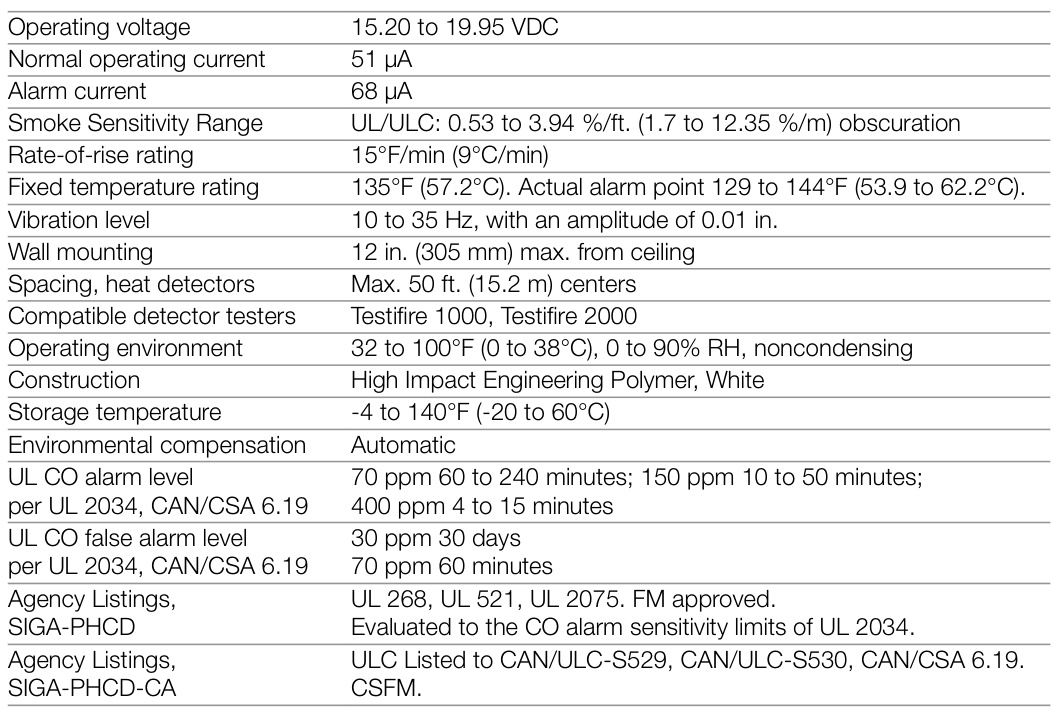 Operating voltage 15.20 to 19.95 VDC
Normal operating current 51 µA
Alarm current 68 µA
Smoke Sensitivity Range UL/ULC: 0.53 to 3.94 %/ft. (1.7 to 12.35 %/m) obscuration
Rate-of-rise rating 15°F/min (9°C/min)
Fixed temperature rating 135°F (57.2°C). Actual alarm point 129 to 144°F (53.9 to 62.2°C).
Vibration level 10 to 35 Hz, with an amplitude of 0.01 in.
Wall mounting 12 in. (305 mm) max. from ceiling
Spacing, heat detectors Max. 50 ft. (15.2 m) centers
Compatible detector testers Testifire 1000, Testifire 2000
Operating environment 32 to 100°F (0 to 38°C), 0 to 90% RH, noncondensing
Construction High Impact Engineering Polymer, White
Storage temperature -4 to 140°F (-20 to 60°C)
Environmental compensation Automatic
UL CO alarm level 70 ppm 60 to 240 minutes; 150 ppm 10 to 50 minutes;
per UL 2034, CAN/CSA 6.19 400 ppm 4 to 15 minutes
UL CO false alarm level 30 ppm 30 days
per UL 2034, CAN/CSA 6.19 70 ppm 60 minutes
Agency Listings, UL 268, UL 521, UL 2075. FM approved.
SIGA-PHCD Evaluated to the CO alarm sensitivity limits of UL 2034.
Agency Listings, ULC Listed to CAN/ULC-S529, CAN/ULC-S530, CAN/CSA 6.19.
SIGA-PHCD-CA CSFM.